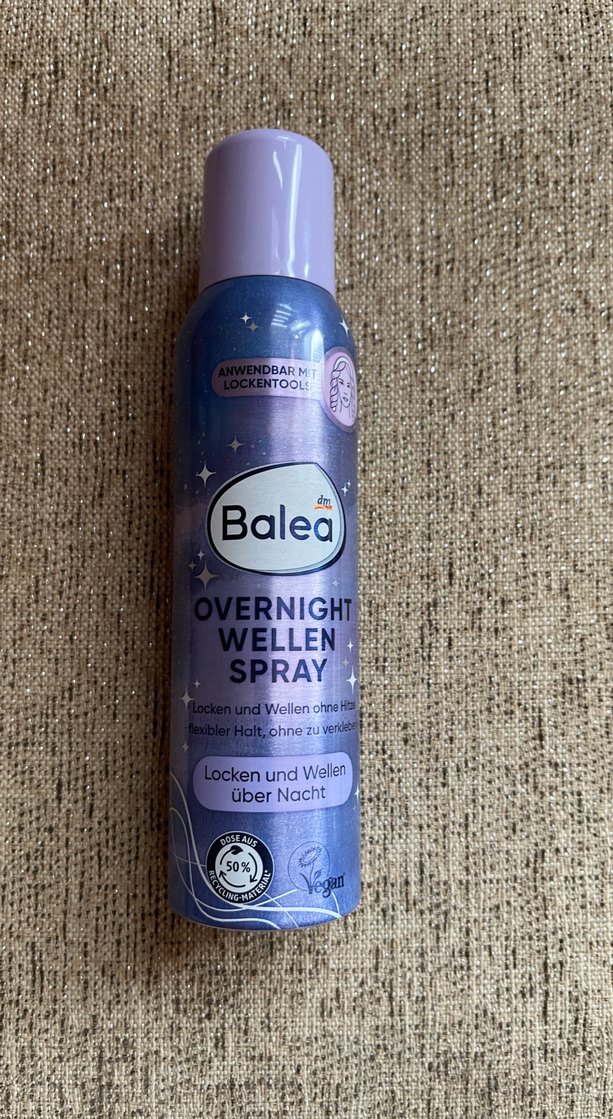 ANWENDBAR MIT
LOCKENTOOLS
dm
Balea
OVERNIGHT
WELLEN
SPRAY
Locken und Wellen ohne Hitze
flexibler Halt, ohne zu verkleben
Locken und Wellen
über Nacht
DOSE AUS
50%
RECYCLING-MATERIAL*
Vegan